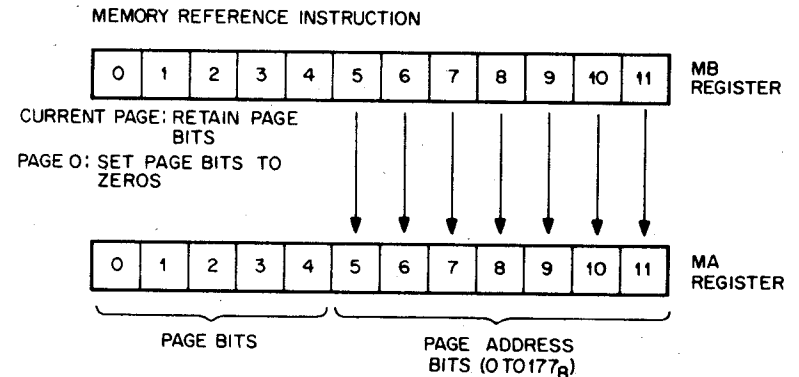 MEMORY REFERENCE INSTRUCTION
0 1 2 3 4 5 6 7 8 9 10 11
MB
REGISTER
CURRENT PAGE: RETAIN PAGE
BITS
PAGE 0: SET PAGE BITS TO
ZEROS
0 1 2 3 4 5 6 7 8 9 10 11
MA
REGISTER
PAGE BITS
PAGE ADDRESS
BITS (0 TO 177₈)